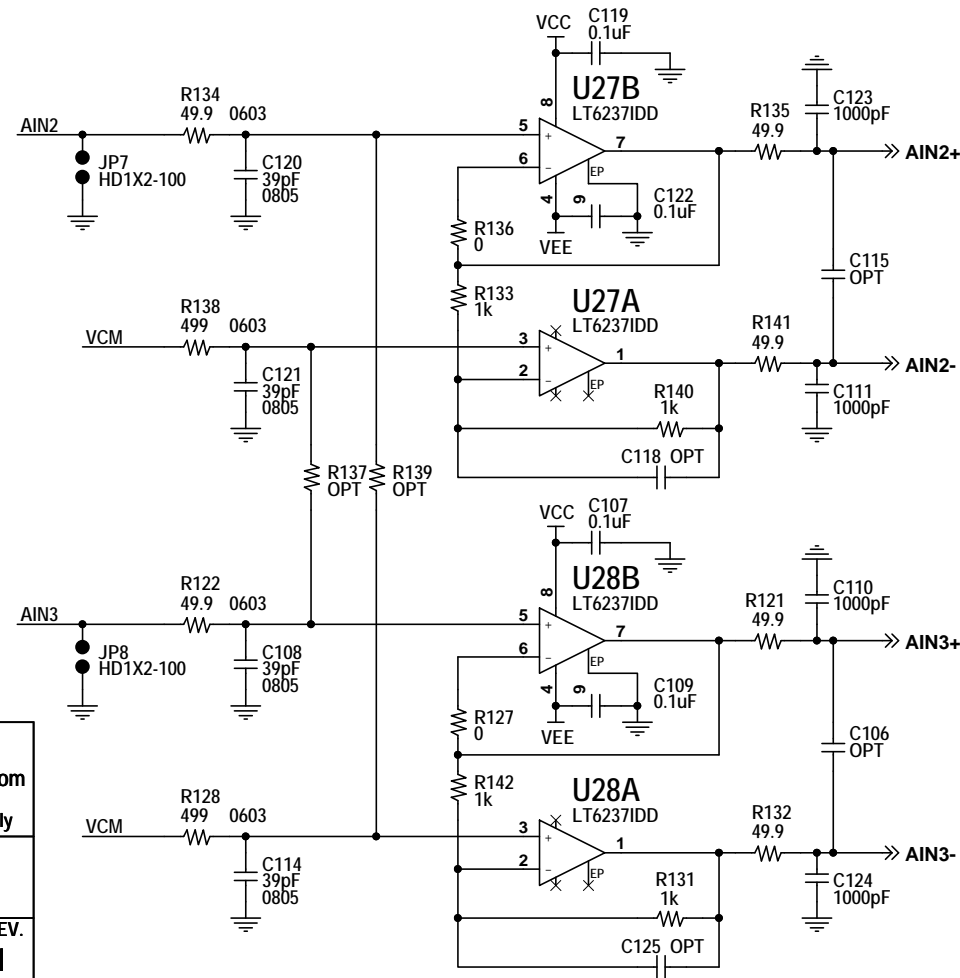 VCC
C119
0.1uF
8
U27B
LT6237IDD
R134
49.9
0603
AIN2
JP7
HD1X2-100
C120
39pF
0805
5
+
6
-
7
EP
4
9
C122
0.1uF
VEE
R135
49.9
C123
1000pF
AIN2+
R136
0
R133
1k
C115
OPT
U27A
LT6237IDD
R138
499
0603
VCM
C121
39pF
0805
3
+
2
-
1
EP
R141
49.9
AIN2-
C111
1000pF
R140
1k
C118 OPT
R137
OPT
R139
OPT
VCC
C107
0.1uF
8
U28B
LT6237IDD
R122
49.9
0603
AIN3
JP8
HD1X2-100
C108
39pF
0805
5
+
6
-
7
EP
4
9
C109
0.1uF
VEE
R121
49.9
C110
1000pF
AIN3+
R127
0
R142
1k
C106
OPT
U28A
LT6237IDD
R128
499
0603
VCM
C114
39pF
0805
3
+
2
-
1
EP
R132
49.9
AIN3-
C124
1000pF
R131
1k
C125 OPT
om
ly
EV.